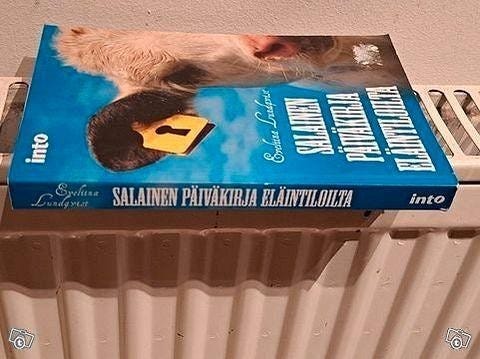 Eveliina Lundqvist
SALAINEN
PÄIVÄKIRJA
ELÄINTILOILTA
into
Eveliina
Lundqvist
SALAINEN PÄIVÄKIRJA ELÄINTILOILTA
into